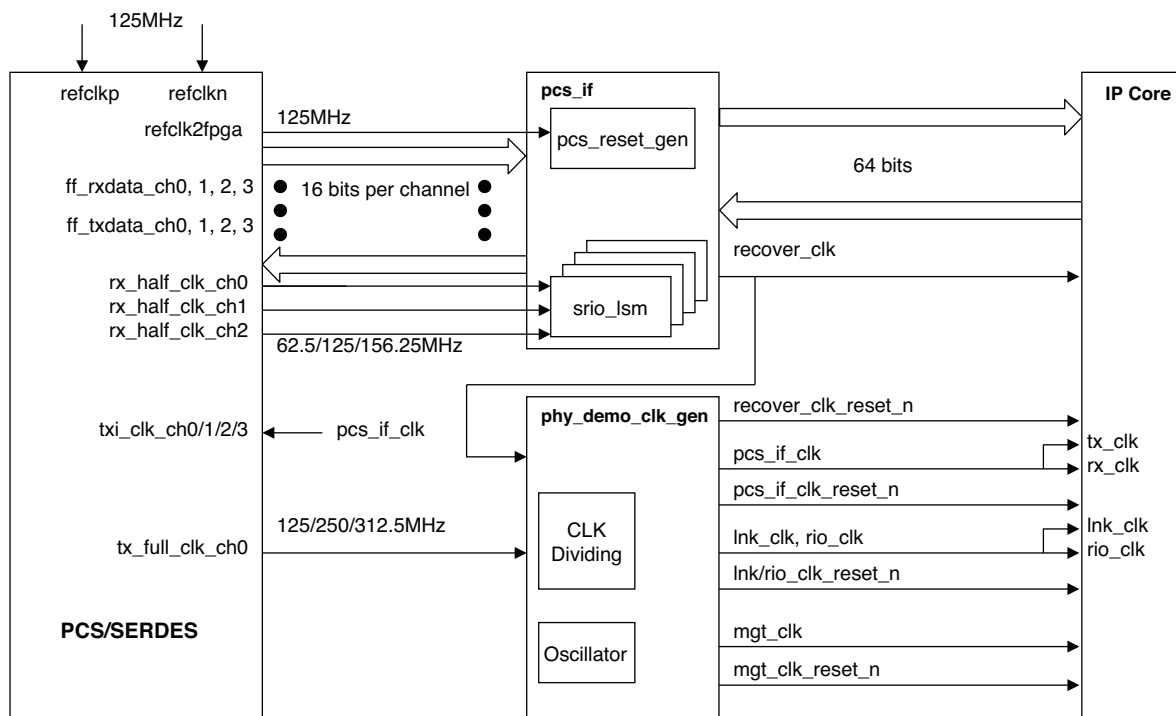 125MHz
refclkp
refclkn
refclk2fpga
ff_rxdata_ch0, 1, 2, 3
ff_txdata_ch0, 1, 2, 3
rx_half_clk_ch0
rx_half_clk_ch1
rx_half_clk_ch2
txi_clk_ch0/1/2/3
tx_full_clk_ch0
PCS/SERDES
125MHz
16 bits per channel
62.5/125/156.25MHz
pcs_if_clk
125/250/312.5MHz
pcs_if
pcs_reset_gen
srio_lsm
phy_demo_clk_gen
CLK
Dividing
Oscillator
64 bits
recover_clk
recover_clk_reset_n
pcs_if_clk
pcs_if_clk_reset_n
lnk_clk, rio_clk
lnk/rio_clk_reset_n
mgt_clk
mgt_clk_reset_n
IP Core
tx_clk
rx_clk
lnk_clk
rio_clk